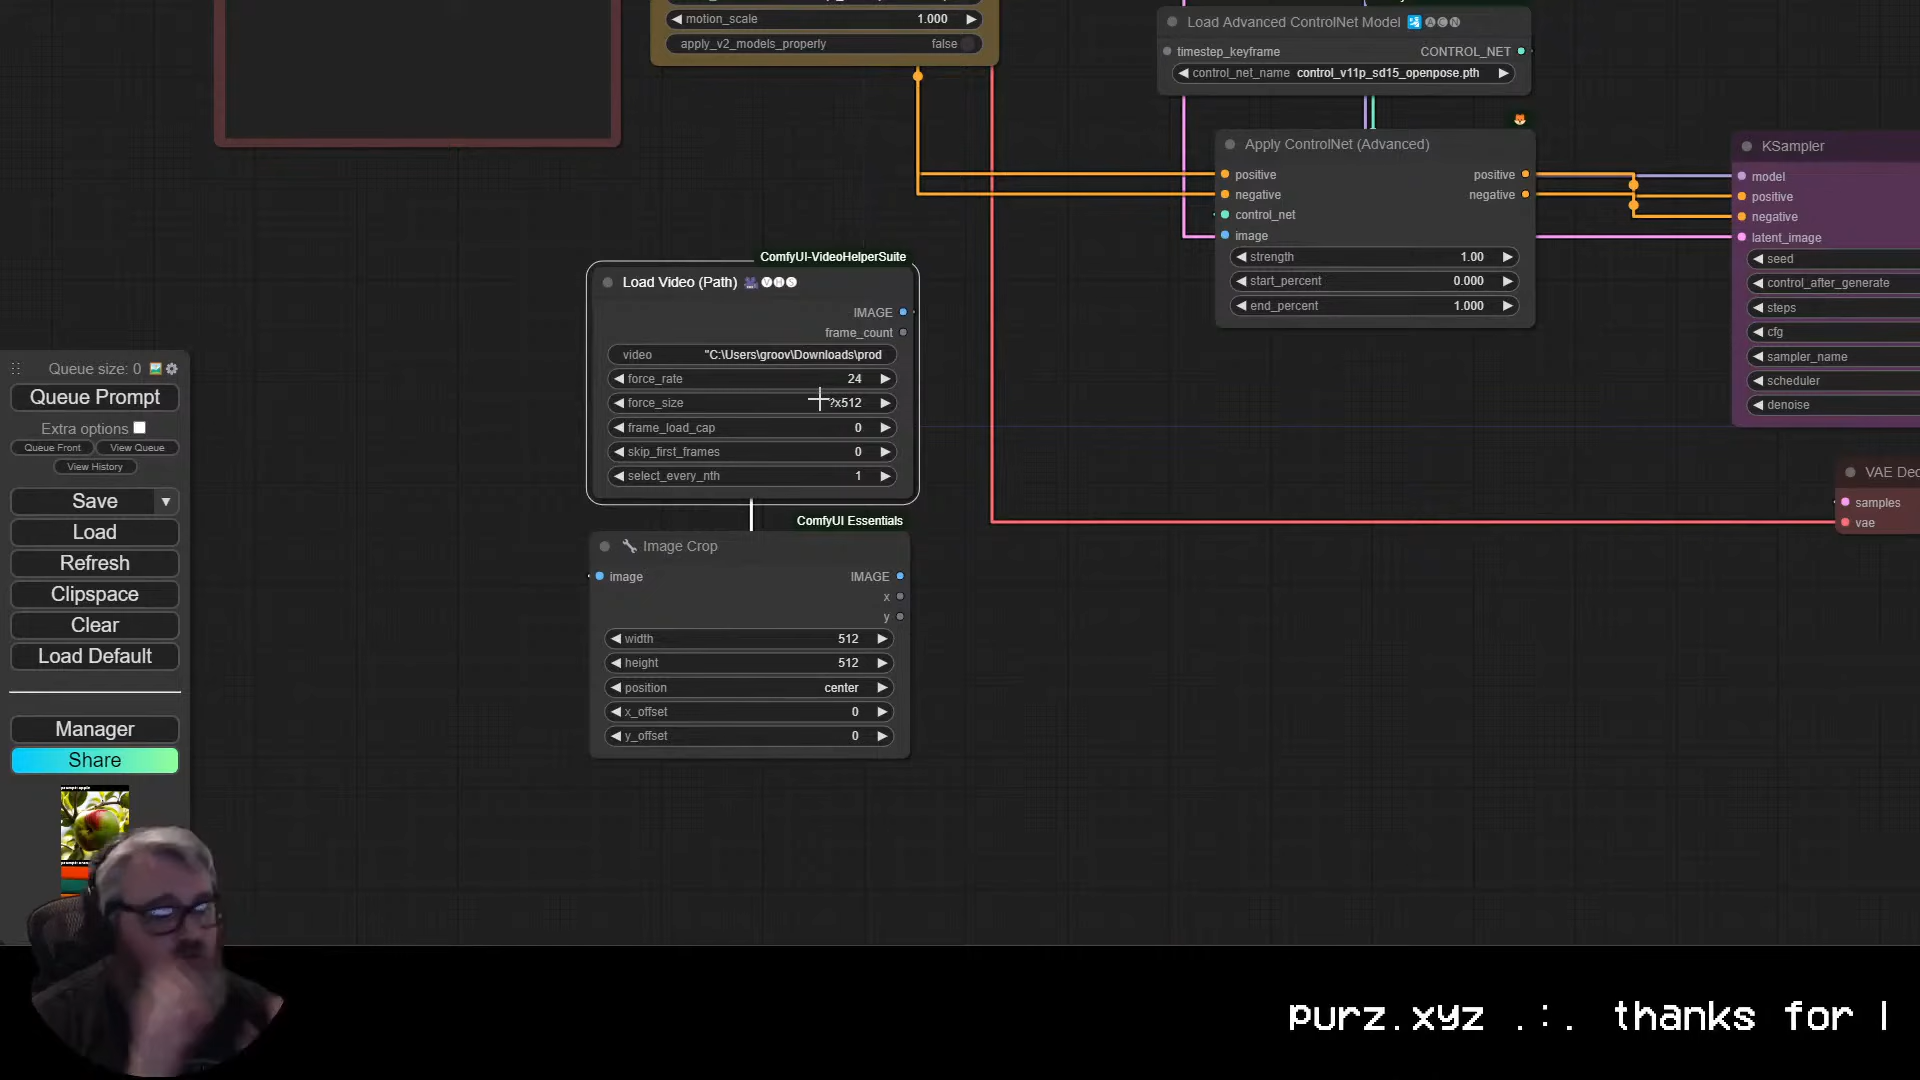 motion_scale 1.000
apply_v2_models_properly false
Load Advanced ControlNet Model ACN
timestep_keyframe CONTROL_NET
control_net_name control_v11p_sd15_openpose.pth
Apply ControlNet (Advanced)
positive positive
negative negative
control_net
image
strength 1.00
start_percent 0.000
end_percent 1.000
KSampler
model
positive
negative
latent_image
seed
control_after_generate
steps
cfg
sampler_name
scheduler
denoise
VAE Dec
samples
vae
ComfyUI-VideoHelperSuite
Load Video (Path) VHS
IMAGE
frame_count
video "C:\Users\groov\Downloads\prod
force_rate 24
force_size ?x512
frame_load_cap 0
skip_first_frames 0
select_every_nth 1
ComfyUI Essentials
Image Crop
image IMAGE
x
y
width 512
height 512
position center
x_offset 0
y_offset 0
Queue size: 0
Queue Prompt
Extra options
Queue Front View Queue
View History
Save
Load
Refresh
Clipspace
Clear
Load Default
Manager
Share
purz.xyz .:. thanks for l